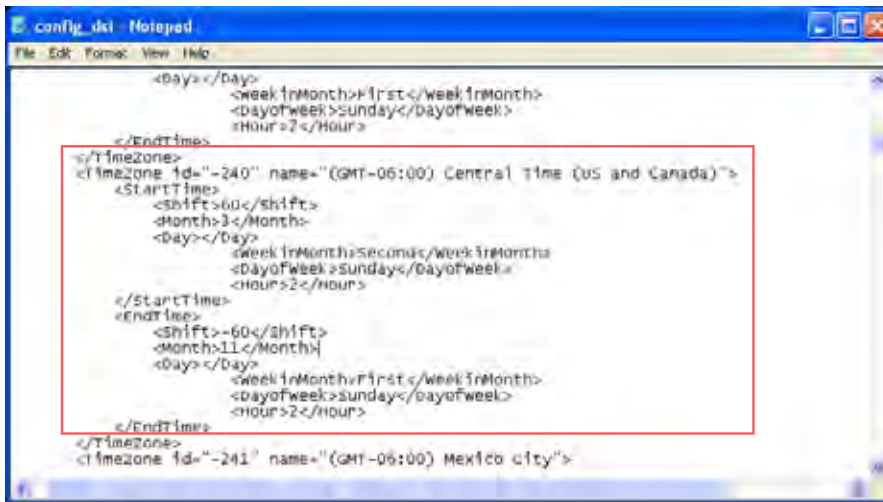 config_dst - Notepad
File Edit Format View Help
<Day></Day>
<WeekInMonth>First</WeekInMonth>
<DayofWeek>Sunday</DayofWeek>
<Hour>2</Hour>
</EndTime>
</TimeZone>
<TimeZone id="-240" name="(GMT-06:00) Central Time (US and Canada)">
<StartTime>
<Shift>60</Shift>
<Month>3</Month>
<Day></Day>
<WeekInMonth>Second</WeekInMonth>
<DayofWeek>Sunday</DayofWeek>
<Hour>2</Hour>
</StartTime>
<EndTime>
<Shift>-60</Shift>
<Month>11</Month>
<Day></Day>
<WeekInMonth>First</WeekInMonth>
<DayofWeek>Sunday</DayofWeek>
<Hour>2</Hour>
</EndTime>
</TimeZone>
<TimeZone id="-241" name="(GMT-06:00) Mexico City">